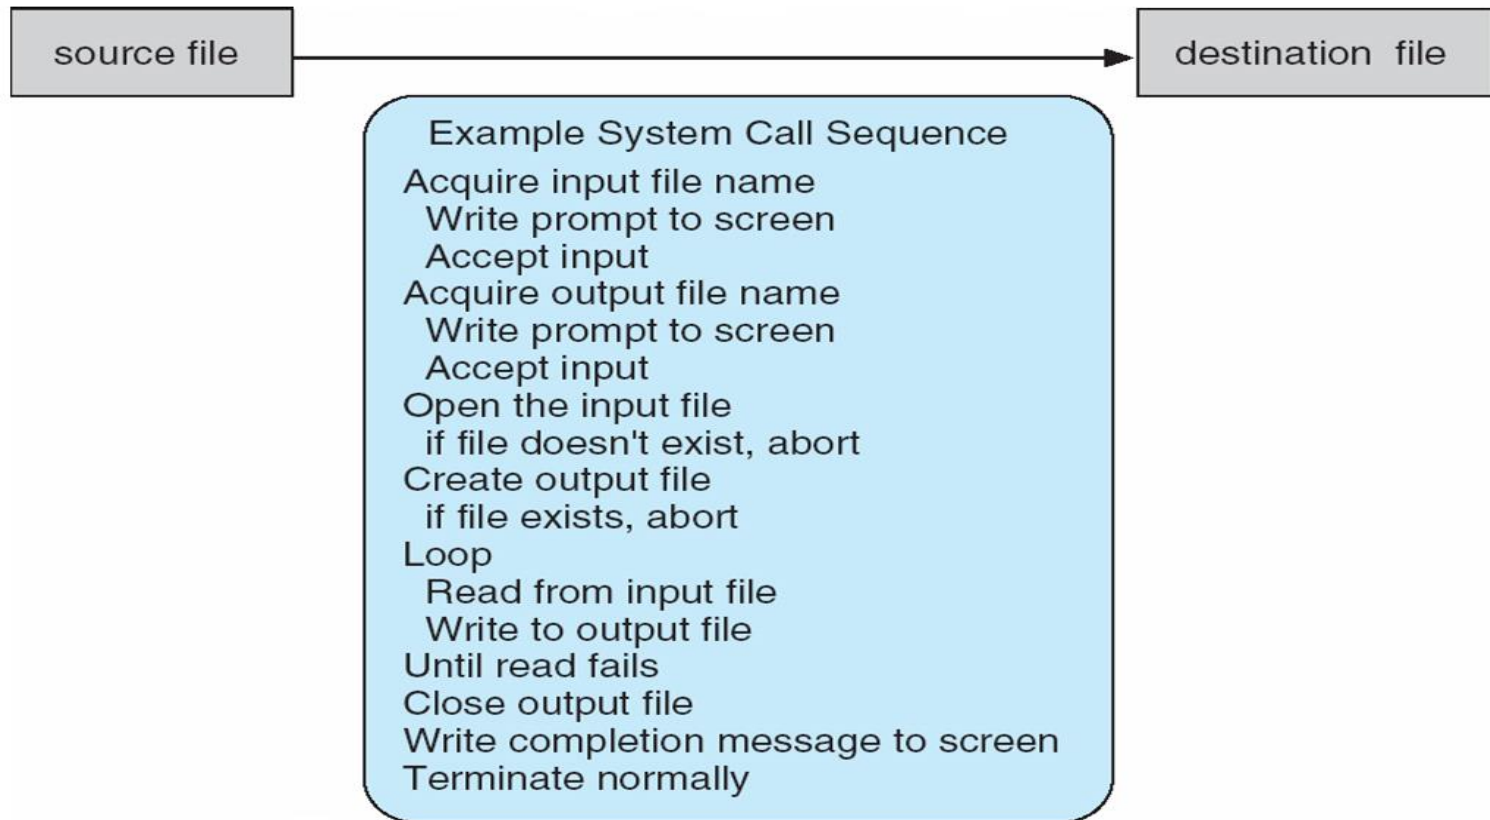 source file
destination file
Example System Call Sequence
Acquire input file name
Write prompt to screen
Accept input
Acquire output file name
Write prompt to screen
Accept input
Open the input file
if file doesn't exist, abort
Create output file
if file exists, abort
Loop
Read from input file
Write to output file
Until read fails
Close output file
Write completion message to screen
Terminate normally